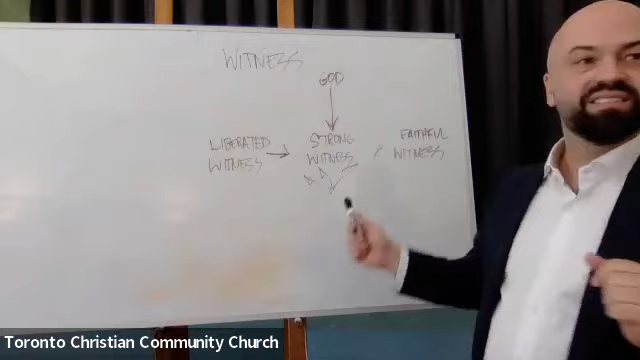 WITNESS
GOD
LIBERATED
WITNESS
STRONG
WITNESS
FAITHFUL
WITNESS
Toronto Christian Community Church